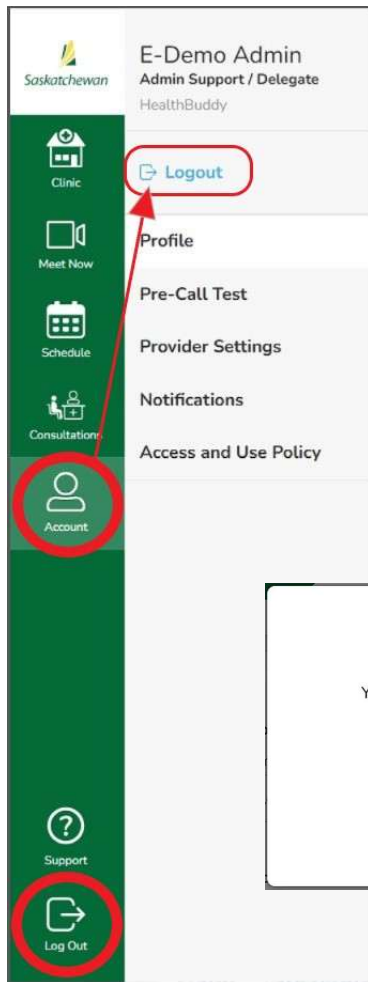 Saskatchewan
E-Demo Admin
Admin Support / Delegate
HealthBuddy
Clinic
Logout
Meet Now
Profile
Pre-Call Test
Schedule
Provider Settings
Notifications
Consultations
Access and Use Policy
Account
Y
Support
Log Out